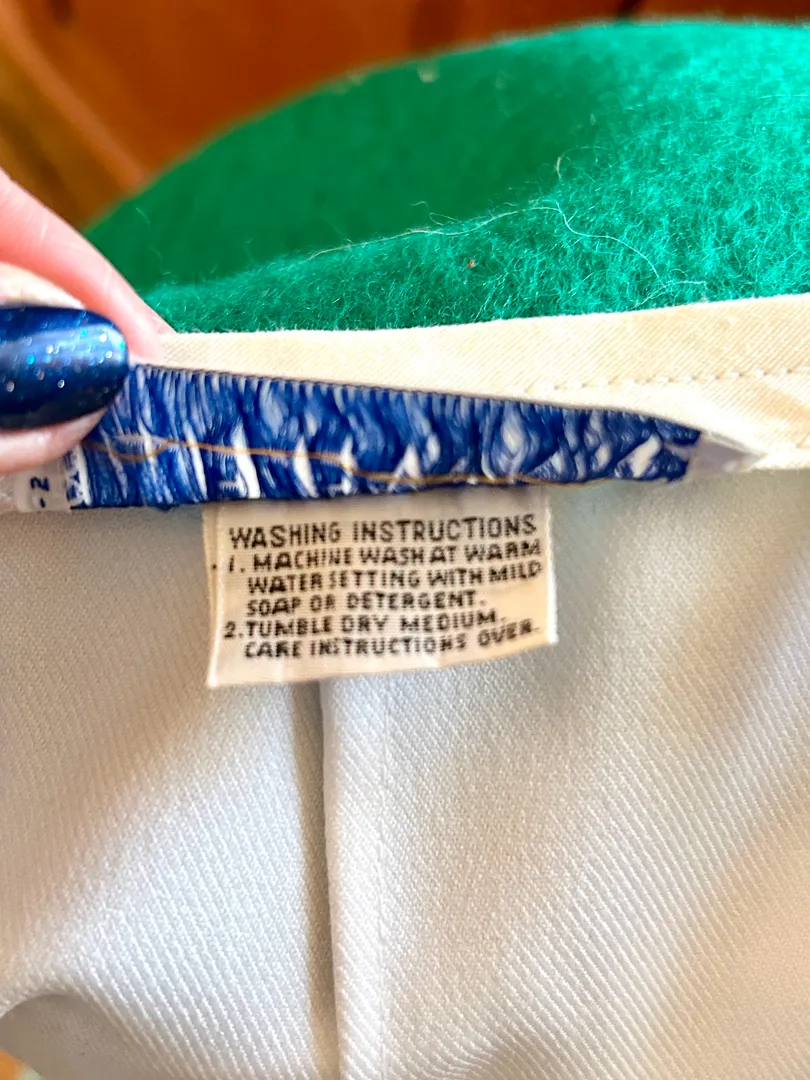 WASHING INSTRUCTIONS
1. MACHINE WASH AT WARM
WATER SETTING WITH MILD
SOAP OR DETERGENT.
2. TUMBLE DRY MEDIUM.
CARE INSTRUCTIONS OVER.